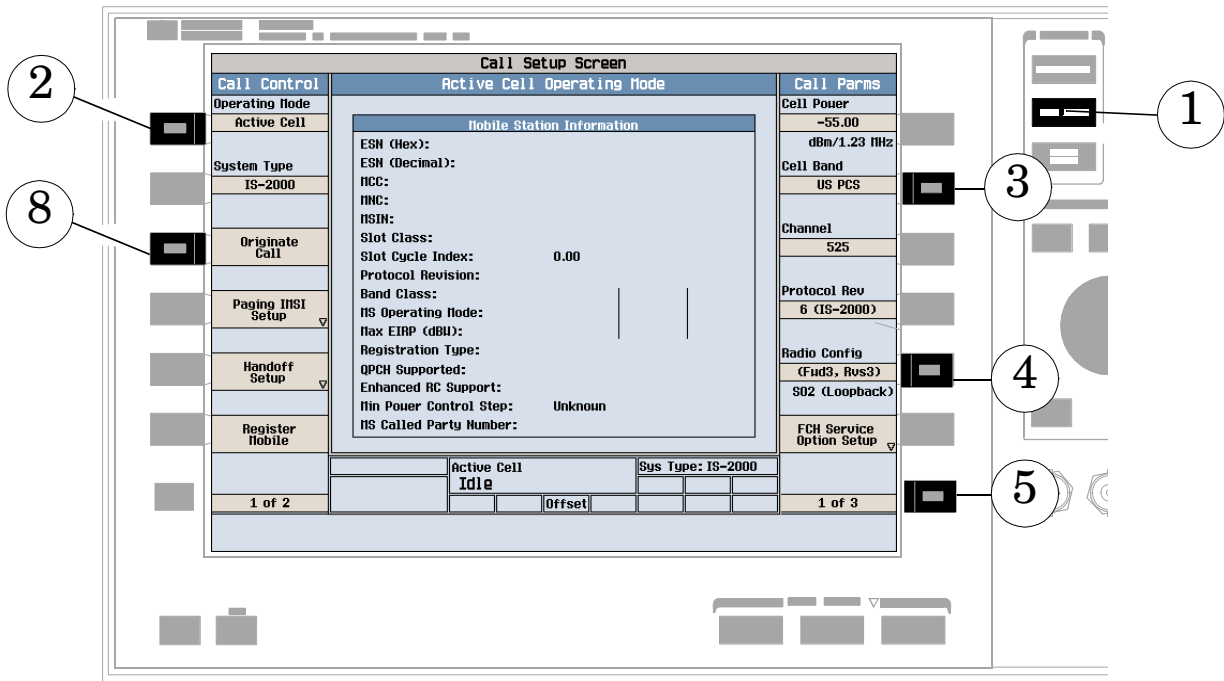 Call Setup Screen
Call Control
Active Cell Operating Mode
Call Parms
Operating Mode
Active Cell
System Type
IS-2000
Originate
Call
Paging IMSI
Setup
Handoff
Setup
Register
Mobile
1 of 2
Mobile Station Information
ESN (Hex):
ESN (Decimal):
MCC:
MNC:
MSIN:
Slot Class:
Slot Cycle Index: 0.00
Protocol Revision:
Band Class:
MS Operating Mode:
Max EIRP (dBW):
Registration Type:
QPCH Supported:
Enhanced RC Support:
Min Power Control Step: Unknown
MS Called Party Number:
Active Cell
Idle
Sys Type: IS-2000
Offset
Cell Power
-55.00
dBm/1.23 MHz
Cell Band
US PCS
Channel
525
Protocol Rev
6 (IS-2000)
Radio Config
(Fwd3, Rvs3)
SO2 (Loopback)
FCH Service
Option Setup
1 of 3
2
8
1
3
4
5